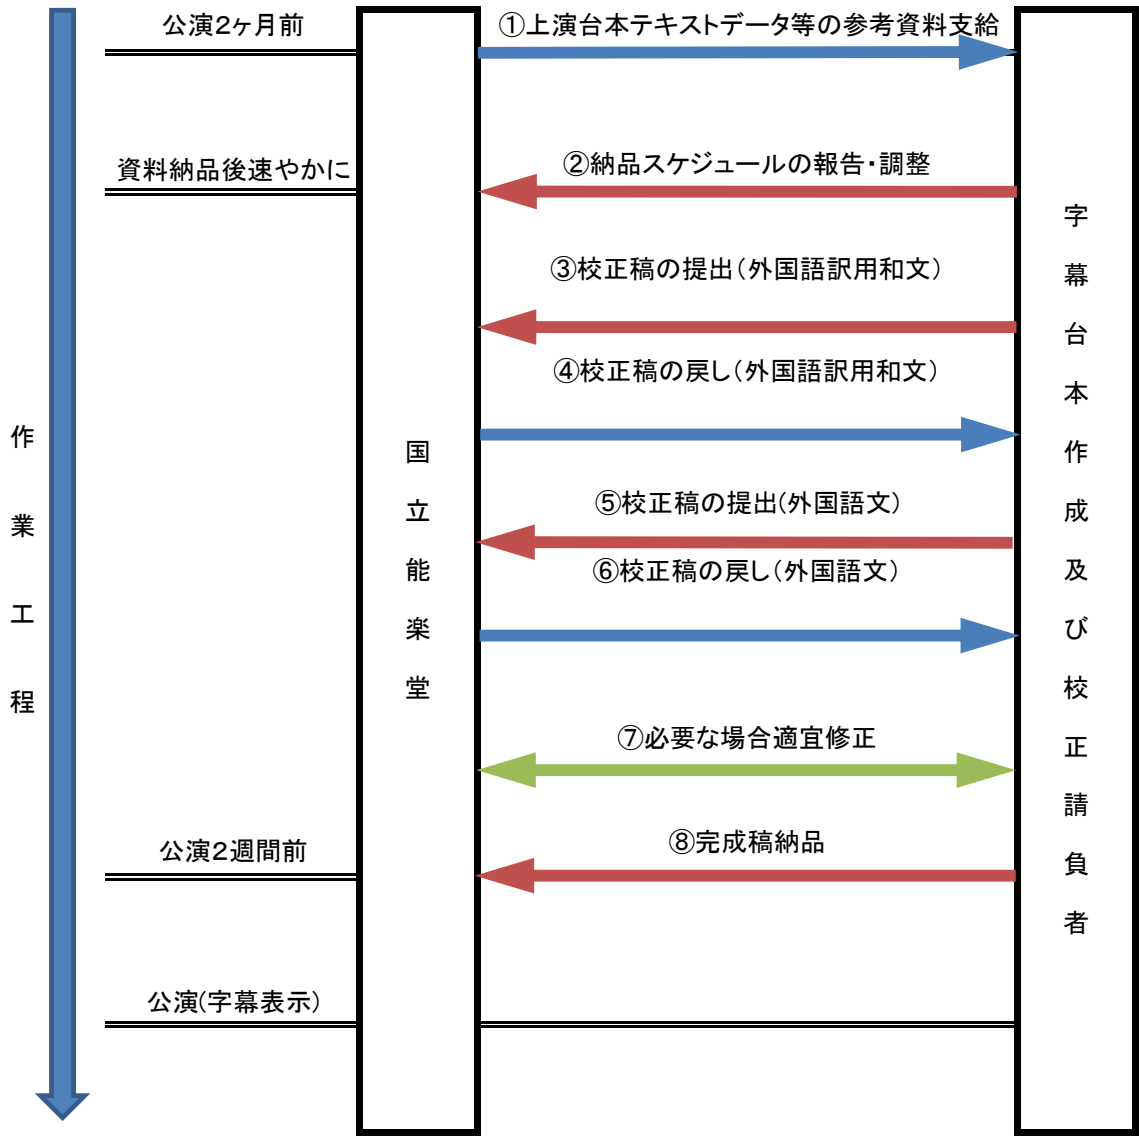 公演２ヶ月前
①上演台本テキストデータ等の参考資料支給
資料納品後速やかに
②納品スケジュールの報告・調整
③校正稿の提出（外国語訳用和文）
④校正稿の戻し（外国語訳用和文）
⑤校正稿の提出(外国語文）
⑥校正稿の戻し（外国語文）
⑦必要な場合適宜修正
公演２週間前
⑧完成稿納品
公演(字幕表示）
作業工程
国立能楽堂
字幕台本作成及び校正請負者